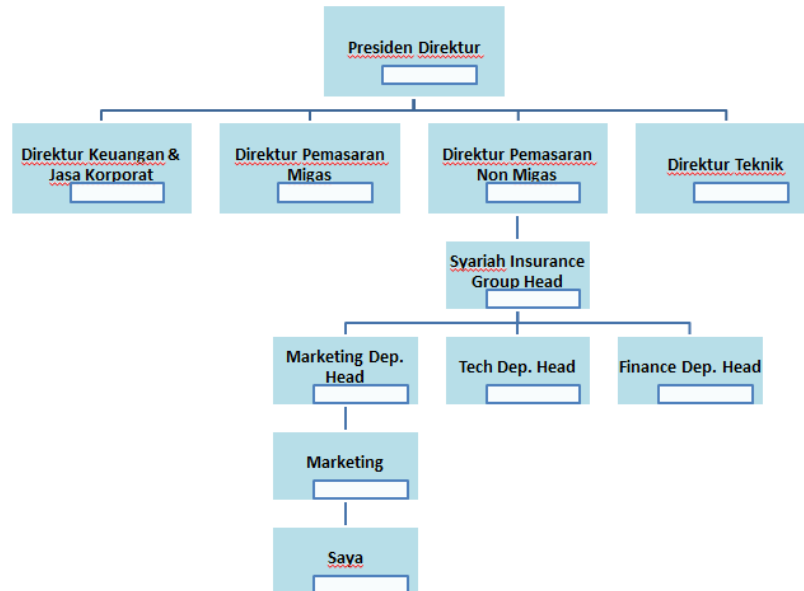 Presiden Direktur
Direktur Keuangan &
Jasa Korporat
Direktur Pemasaran
Migas
Direktur Pemasaran
Non Migas
Direktur Teknik
Syariah Insurance
Group Head
Marketing Dep.
Head
Tech Dep. Head
Finance Dep. Head
Marketing
Saya